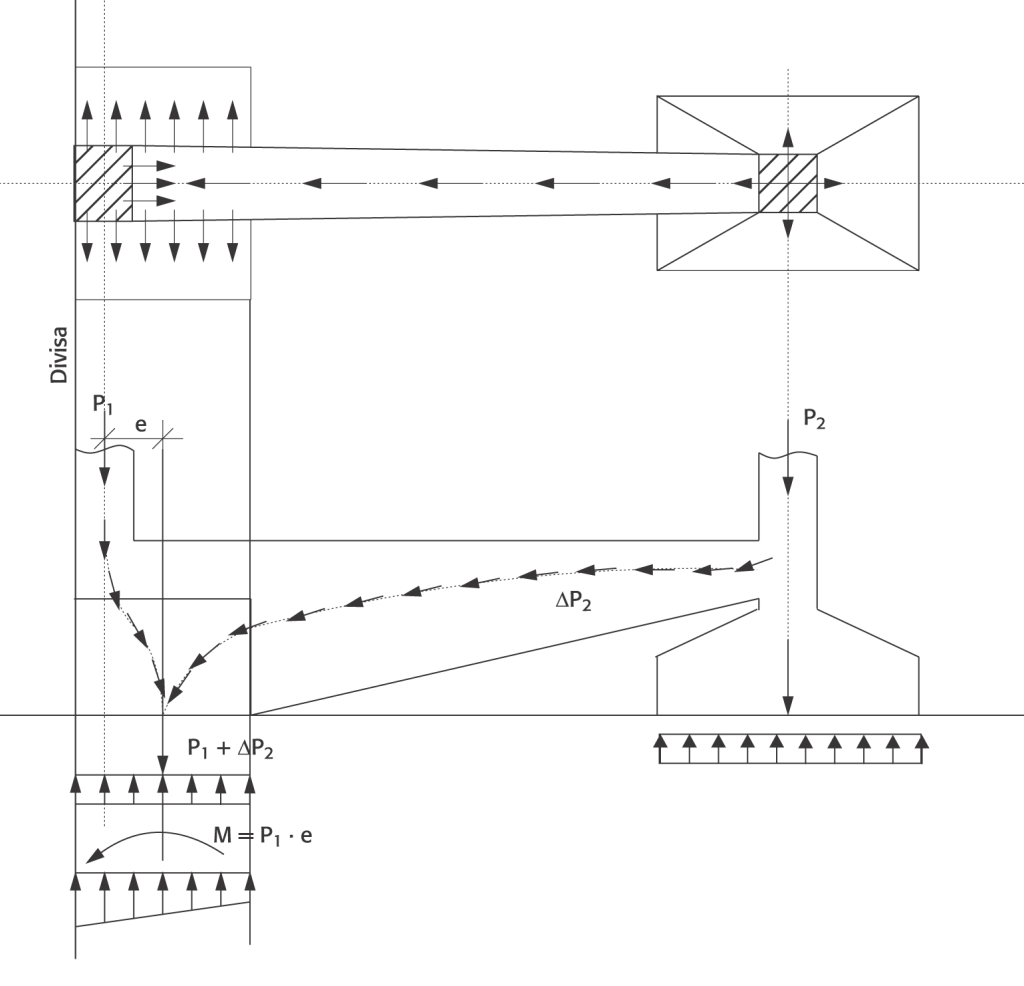 Divisa
P₁
e
P₂
ΔP₂
P₁ + ΔP₂
M = P₁ · e